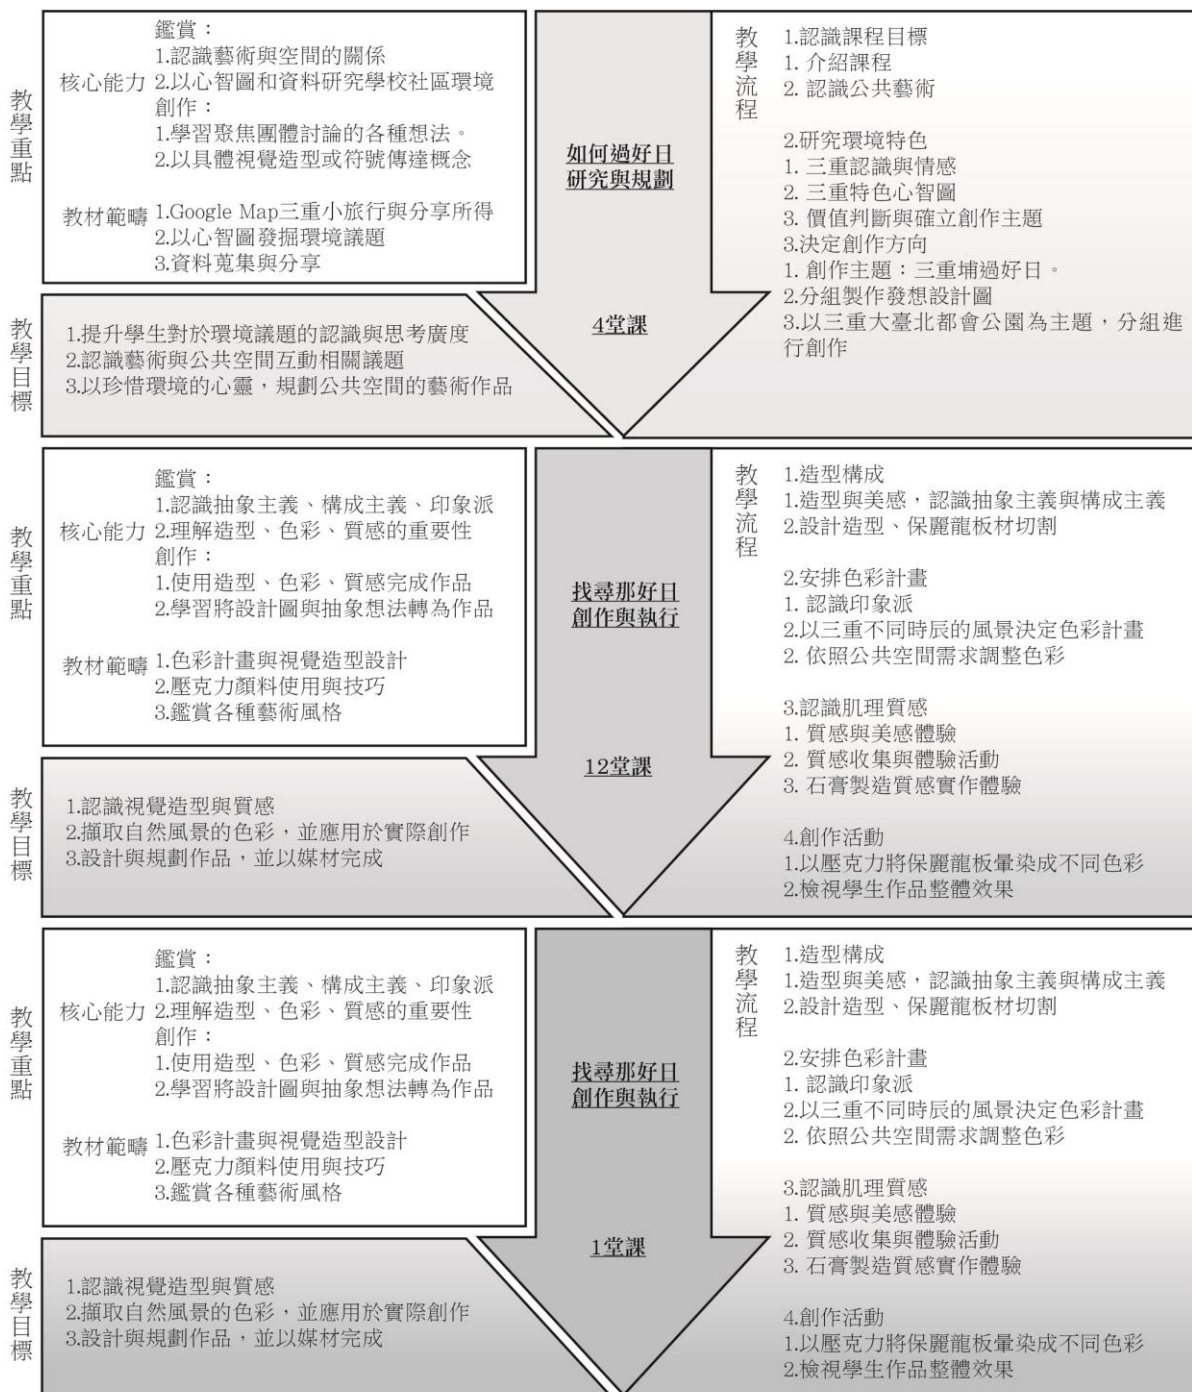 教學重點
核心能力
鑑賞：
1.認識藝術與空間的關係
2.以心智圖和資料研究學校社區環境
創作：
1.學習聚焦團體討論的各種想法。
2.以具體視覺造型或符號傳達概念
教材範疇
1.Google Map三重小旅行與分享所得
2.以心智圖發掘環境議題
3.資料蒐集與分享
教學目標
1.提升學生對於環境議題的認識與思考廣度
2.認識藝術與公共空間互動相關議題
3.以珍惜環境的心靈，規劃公共空間的藝術作品
如何過好日
研究與規劃
4堂課
教學流程
1.認識課程目標
1. 介紹課程
2. 認識公共藝術
2.研究環境特色
1. 三重認識與情感
2. 三重特色心智圖
3. 價值判斷與確立創作主題
3.決定創作方向
1. 創作主題：三重埔過好日。
2.分組製作發想設計圖
3.以三重大臺北都會公園為主題，分組進
行創作
教學重點
核心能力
鑑賞：
1.認識抽象主義、構成主義、印象派
2.理解造型、色彩、質感的重要性
創作：
1.使用造型、色彩、質感完成作品
2.學習將設計圖與抽象想法轉為作品
教材範疇
1.色彩計畫與視覺造型設計
2.壓克力顏料使用與技巧
3.鑑賞各種藝術風格
教學目標
1.認識視覺造型與質感
2.擷取自然風景的色彩，並應用於實際創作
3.設計與規劃作品，並以媒材完成
找尋那好日
創作與執行
12堂課
教學流程
1.造型構成
1.造型與美感，認識抽象主義與構成主義
2.設計造型、保麗龍板材切割
2.安排色彩計畫
1. 認識印象派
2.以三重不同時辰的風景決定色彩計畫
2. 依照公共空間需求調整色彩
3.認識肌理質感
1. 質感與美感體驗
2. 質感收集與體驗活動
3. 石膏製造質感實作體驗
4.創作活動
1.以壓克力將保麗龍板暈染成不同色彩
2.檢視學生作品整體效果
教學重點
核心能力
鑑賞：
1.認識抽象主義、構成主義、印象派
2.理解造型、色彩、質感的重要性
創作：
1.使用造型、色彩、質感完成作品
2.學習將設計圖與抽象想法轉為作品
教材範疇
1.色彩計畫與視覺造型設計
2.壓克力顏料使用與技巧
3.鑑賞各種藝術風格
教學目標
1.認識視覺造型與質感
2.擷取自然風景的色彩，並應用於實際創作
3.設計與規劃作品，並以媒材完成
找尋那好日
創作與執行
1堂課
教學流程
1.造型構成
1.造型與美感，認識抽象主義與構成主義
2.設計造型、保麗龍板材切割
2.安排色彩計畫
1. 認識印象派
2.以三重不同時辰的風景決定色彩計畫
2. 依照公共空間需求調整色彩
3.認識肌理質感
1. 質感與美感體驗
2. 質感收集與體驗活動
3. 石膏製造質感實作體驗
4.創作活動
1.以壓克力將保麗龍板暈染成不同色彩
2.檢視學生作品整體效果